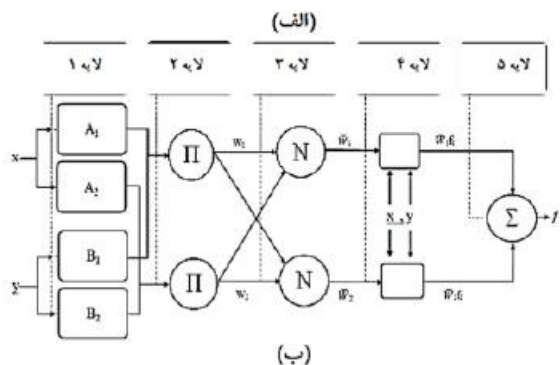 (الف)
لایه ۱ لایه ۲ لایه ۳ لایه ۴ لایه ۵
A₁
w₁ w̄₁ w̄₁f₁
x Π N
A₂
x , y Σ f
B₁
y Π N
w₂ w̄₂
B₂
(ب)